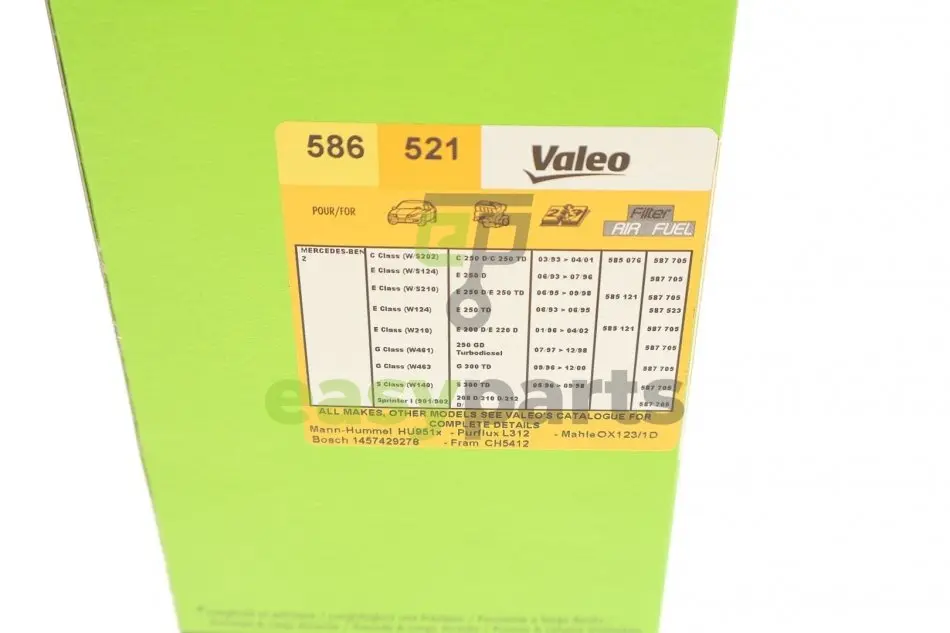 586 521 Valeo
POUR/FOR Filter
AIR FUEL
MERCEDES-BEN
Z
C Class (W/S202) C 250 D/C 250 TD 03/93 > 04/01 585 076 587 705
E Class (W/S124) E 250 D 06/93 > 07/96 587 705
E Class (W/S210) E 250 D/E 250 TD 06/95 > 09/98 585 121 587 705
E Class (W124) E 250 TD 06/93 > 06/95 587 523
E Class (W210) E 200 D/E 220 D 01/96 > 04/02 585 121 587 705
G Class (W461) 290 GD
Turbodiesel 07/97 > 12/98 587 705
G Class (W463 G 300 TD 09/96 > 12/00 587 705
S Class (W140) S 300 TD 05/96 > 09/98 587 705
Sprinter I (901/902 208 D-210 D-212
D/ 587 705
ALL MAKES, OTHER MODELS SEE VALEO'S CATALOGUE FOR
COMPLETE DETAILS
Mann-Hummel HU951x - Purflux L312 - MahleOX123/1D
Bosch 1457429278 - Fram CH5412
easyparts